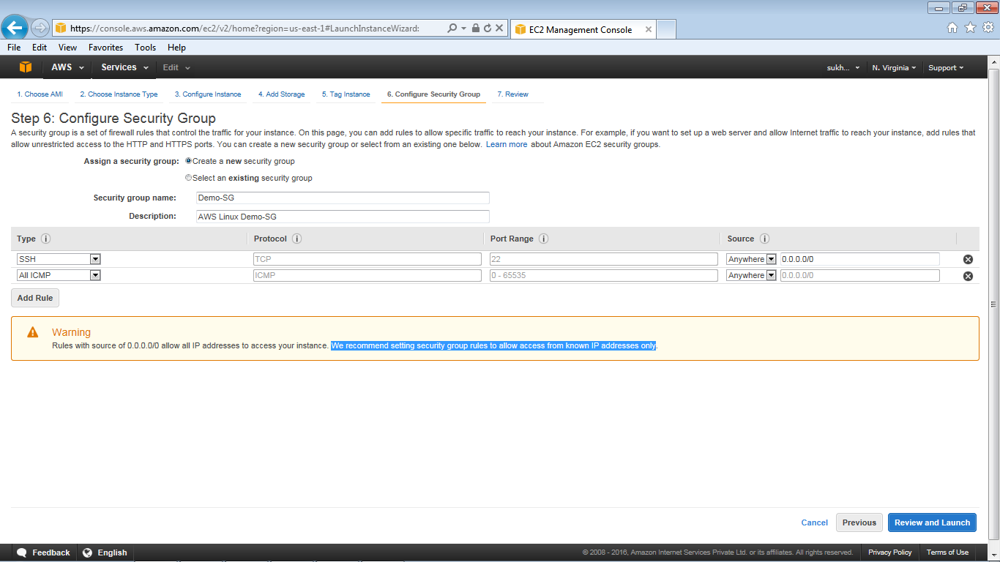 https://console.aws.amazon.com/ec2/v2/home?region=us-east-1#LaunchInstanceWizard:
EC2 Management Console
File Edit View Favorites Tools Help
AWS Services Edit sukh... N. Virginia Support
1. Choose AMI 2. Choose Instance Type 3. Configure Instance 4. Add Storage 5. Tag Instance 6. Configure Security Group 7. Review
Step 6: Configure Security Group
A security group is a set of firewall rules that control the traffic for your instance. On this page, you can add rules to allow specific traffic to reach your instance. For example, if you want to set up a web server and allow Internet traffic to reach your instance, add rules that
allow unrestricted access to the HTTP and HTTPS ports. You can create a new security group or select from an existing one below. Learn more about Amazon EC2 security groups.
Assign a security group: Create a new security group
Select an existing security group
Security group name: Demo-SG
Description: AWS Linux Demo-SG
Type i Protocol i Port Range i Source i
SSH TCP 22 Anywhere 0.0.0.0/0
All ICMP ICMP 0 - 65535 Anywhere 0.0.0.0/0
Add Rule
Warning
Rules with source of 0.0.0.0/0 allow all IP addresses to access your instance. We recommend setting security group rules to allow access from known IP addresses only.
Cancel Previous Review and Launch
Feedback English © 2008 - 2016, Amazon Internet Services Private Ltd. or its affiliates. All rights reserved. Privacy Policy Terms of Use